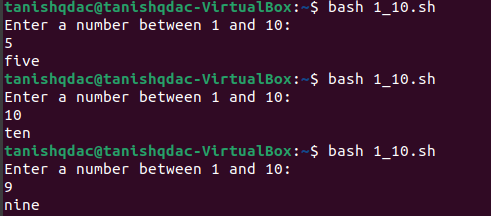 tanishqdac@tanishqdac-VirtualBox:~$ bash 1_10.sh
Enter a number between 1 and 10:
5
five
tanishqdac@tanishqdac-VirtualBox:~$ bash 1_10.sh
Enter a number between 1 and 10:
10
ten
tanishqdac@tanishqdac-VirtualBox:~$ bash 1_10.sh
Enter a number between 1 and 10:
9
nine